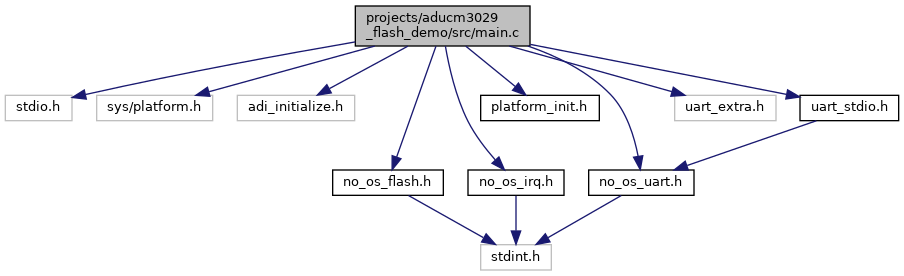 projects/aducm3029
_flash_demo/src/main.c
stdio.h
sys/platform.h
adi_initialize.h
platform_init.h
uart_extra.h
uart_stdio.h
no_os_flash.h
no_os_irq.h
no_os_uart.h
stdint.h